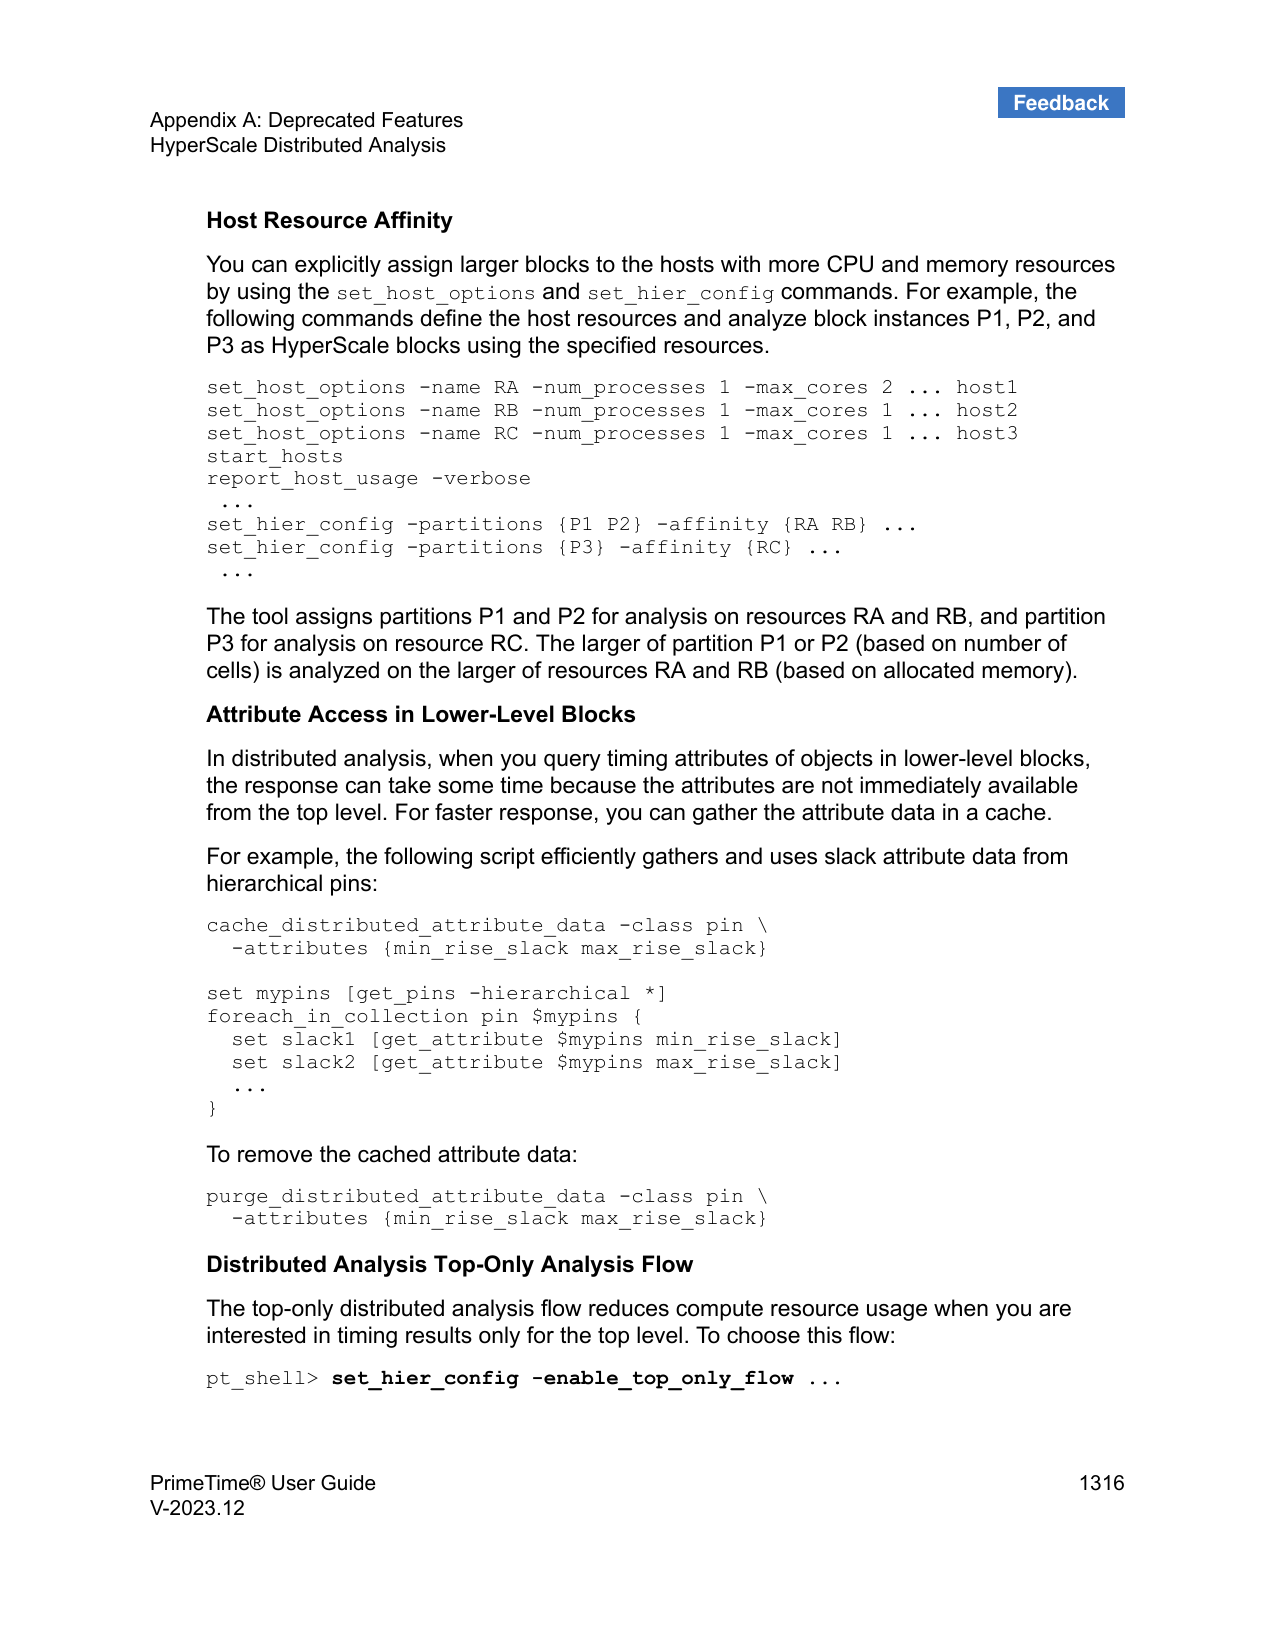 Feedback
Appendix A: Deprecated Features
HyperScale Distributed Analysis
Host Resource Affinity
You can explicitly assign larger blocks to the hosts with more CPU and memory resources
by using the set_host_options and set_hier_config commands. For example, the
following commands define the host resources and analyze block instances P1, P2, and
P3 as HyperScale blocks using the specified resources.
set_host_options -name RA -num_processes 1 -max_cores 2 ... host1
set_host_options -name RB -num_processes 1 -max_cores 1 ... host2
set_host_options -name RC -num_processes 1 -max_cores 1 ... host3
start_hosts
report_host_usage -verbose
 ...
set_hier_config -partitions {P1 P2} -affinity {RA RB} ...
set_hier_config -partitions {P3} -affinity {RC} ...
 ...
The tool assigns partitions P1 and P2 for analysis on resources RA and RB, and partition
P3 for analysis on resource RC. The larger of partition P1 or P2 (based on number of
cells) is analyzed on the larger of resources RA and RB (based on allocated memory).
Attribute Access in Lower-Level Blocks
In distributed analysis, when you query timing attributes of objects in lower-level blocks,
the response can take some time because the attributes are not immediately available
from the top level. For faster response, you can gather the attribute data in a cache.
For example, the following script efficiently gathers and uses slack attribute data from
hierarchical pins:
cache_distributed_attribute_data -class pin \
  -attributes {min_rise_slack max_rise_slack}
set mypins [get_pins -hierarchical *]
foreach_in_collection pin $mypins {
  set slack1 [get_attribute $mypins min_rise_slack]
  set slack2 [get_attribute $mypins max_rise_slack]
  ...
}
To remove the cached attribute data:
purge_distributed_attribute_data -class pin \
  -attributes {min_rise_slack max_rise_slack}
Distributed Analysis Top-Only Analysis Flow
The top-only distributed analysis flow reduces compute resource usage when you are
interested in timing results only for the top level. To choose this flow:
pt_shell> set_hier_config -enable_top_only_flow ...
PrimeTime® User Guide 1316
V-2023.12